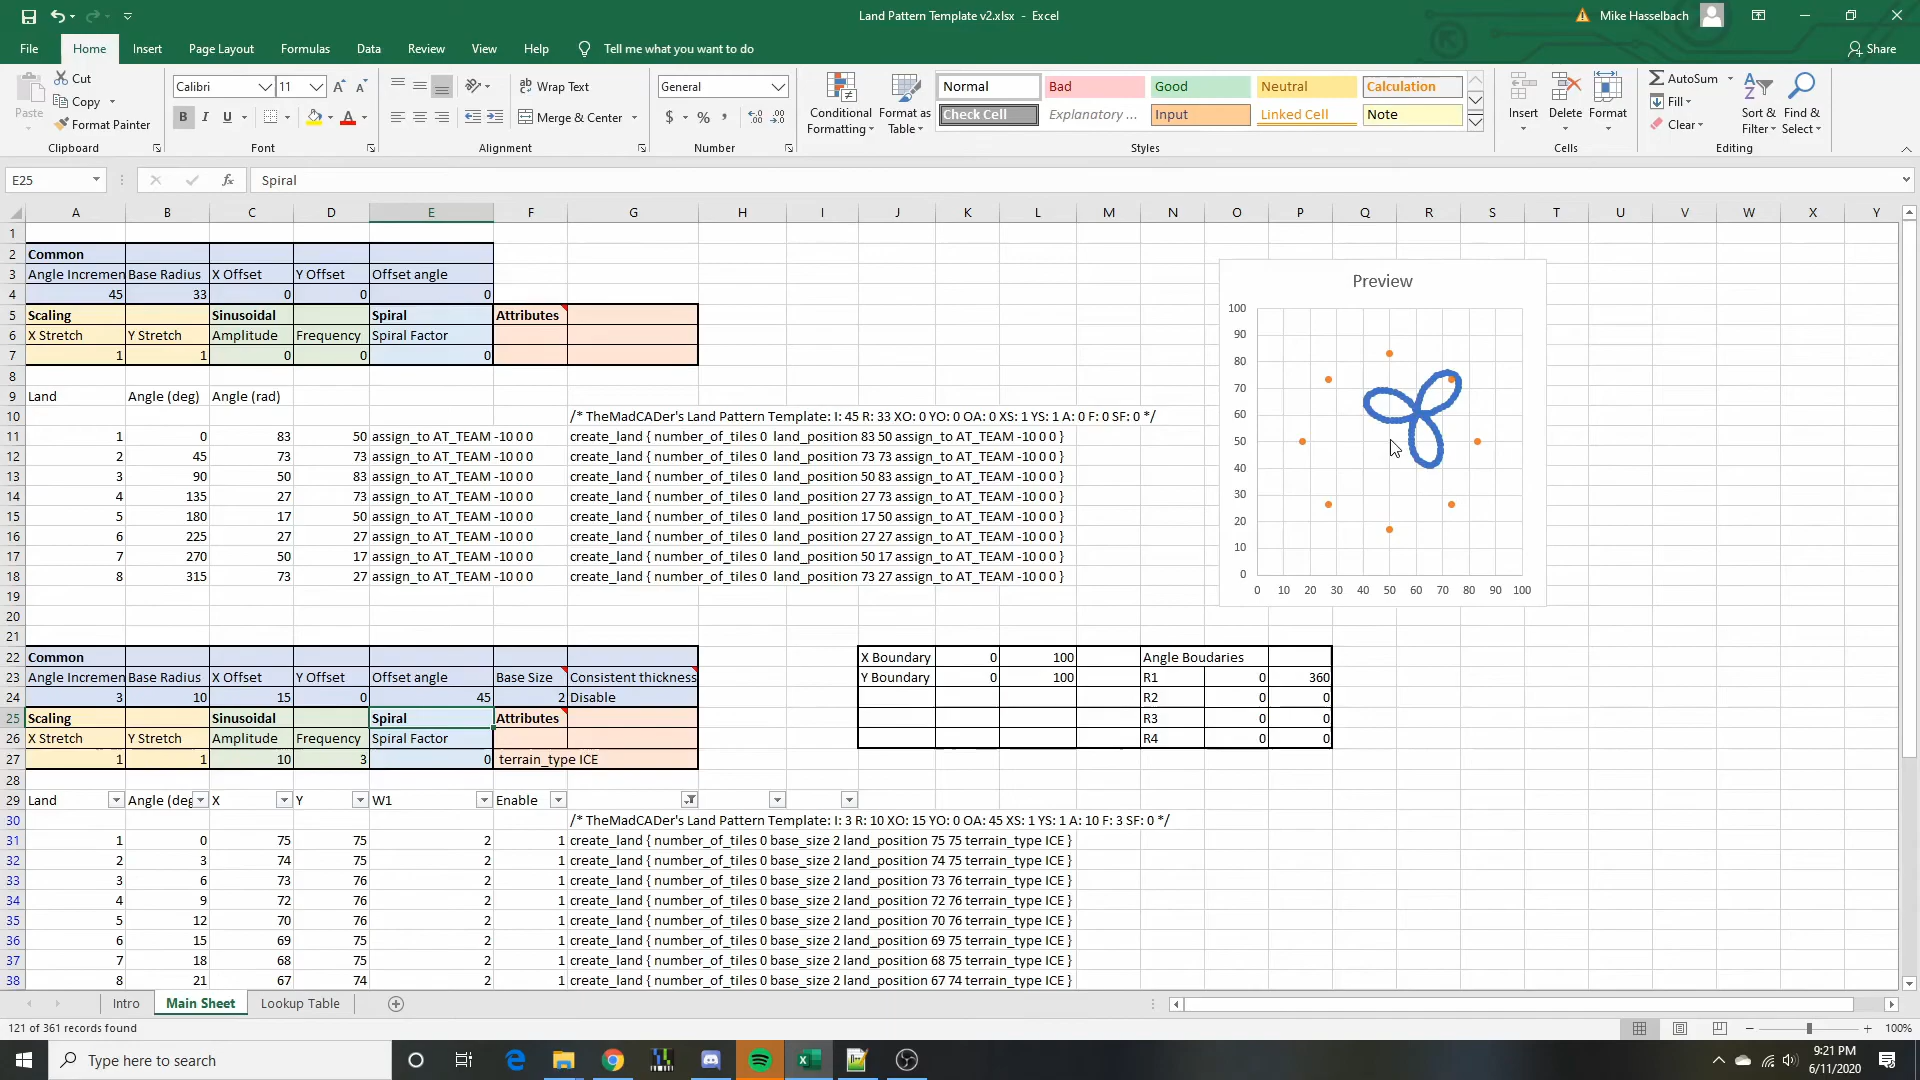 Land Pattern Template v2.xlsx - Excel
Mike Hasselbach
File Home Insert Page Layout Formulas Data Review View Help Tell me what you want to do Share
Cut
Copy
Format Painter
Paste
Clipboard
Calibri 11
B I U
Font
Wrap Text
Merge & Center
Alignment
General
$ % ,
Number
Conditional Formatting
Format as Table
Normal Bad Good Neutral Calculation
Check Cell Explanatory ... Input Linked Cell Note
Styles
Insert Delete Format
Cells
AutoSum
Fill
Clear
Sort & Filter
Find & Select
Editing
E25 fx Spiral
A B C D E F G H I J K L M N O P Q R S T U V W X Y
1
2 Common
3 Angle Incremen Base Radius X Offset Y Offset Offset angle
4 45 33 0 0 0
5 Scaling Sinusoidal Spiral Attributes
6 X Stretch Y Stretch Amplitude Frequency Spiral Factor
7 1 1 0 0 0
8
9 Land Angle (deg) Angle (rad)
10 /* TheMadCADer's Land Pattern Template: I: 45 R: 33 XO: 0 YO: 0 OA: 0 XS: 1 YS: 1 A: 0 F: 0 SF: 0 */
11 1 0 83 50 assign_to AT_TEAM -10 0 0 create_land { number_of_tiles 0 land_position 83 50 assign_to AT_TEAM -10 0 0 }
12 2 45 73 73 assign_to AT_TEAM -10 0 0 create_land { number_of_tiles 0 land_position 73 73 assign_to AT_TEAM -10 0 0 }
13 3 90 50 83 assign_to AT_TEAM -10 0 0 create_land { number_of_tiles 0 land_position 50 83 assign_to AT_TEAM -10 0 0 }
14 4 135 27 73 assign_to AT_TEAM -10 0 0 create_land { number_of_tiles 0 land_position 27 73 assign_to AT_TEAM -10 0 0 }
15 5 180 17 50 assign_to AT_TEAM -10 0 0 create_land { number_of_tiles 0 land_position 17 50 assign_to AT_TEAM -10 0 0 }
16 6 225 27 27 assign_to AT_TEAM -10 0 0 create_land { number_of_tiles 0 land_position 27 27 assign_to AT_TEAM -10 0 0 }
17 7 270 50 17 assign_to AT_TEAM -10 0 0 create_land { number_of_tiles 0 land_position 50 17 assign_to AT_TEAM -10 0 0 }
18 8 315 73 27 assign_to AT_TEAM -10 0 0 create_land { number_of_tiles 0 land_position 73 27 assign_to AT_TEAM -10 0 0 }
19
20
21
Preview
100
90
80
70
60
50
40
30
20
10
0
0 10 20 30 40 50 60 70 80 90 100
22 Common X Boundary 0 100 Angle Boudaries
23 Angle Incremen Base Radius X Offset Y Offset Offset angle Base Size Consistent thickness Y Boundary 0 100 R1 0 360
24 3 10 15 0 45 2 Disable R2 0 0
25 Scaling Sinusoidal Spiral Attributes R3 0 0
26 X Stretch Y Stretch Amplitude Frequency Spiral Factor R4 0 0
27 1 1 10 3 0 terrain_type ICE
28
29 Land Angle (deg X Y W1 Enable
30 /* TheMadCADer's Land Pattern Template: I: 3 R: 10 XO: 15 YO: 0 OA: 45 XS: 1 YS: 1 A: 10 F: 3 SF: 0 */
31 1 0 75 75 2 1 create_land { number_of_tiles 0 base_size 2 land_position 75 75 terrain_type ICE }
32 2 3 74 75 2 1 create_land { number_of_tiles 0 base_size 2 land_position 74 75 terrain_type ICE }
33 3 6 73 76 2 1 create_land { number_of_tiles 0 base_size 2 land_position 73 76 terrain_type ICE }
34 4 9 72 76 2 1 create_land { number_of_tiles 0 base_size 2 land_position 72 76 terrain_type ICE }
35 5 12 70 76 2 1 create_land { number_of_tiles 0 base_size 2 land_position 70 76 terrain_type ICE }
36 6 15 69 75 2 1 create_land { number_of_tiles 0 base_size 2 land_position 69 75 terrain_type ICE }
37 7 18 68 75 2 1 create_land { number_of_tiles 0 base_size 2 land_position 68 75 terrain_type ICE }
38 8 21 67 74 2 1 create_land { number_of_tiles 0 base_size 2 land_position 67 74 terrain_type ICE }
Intro Main Sheet Lookup Table
121 of 361 records found
100%
Type here to search
9:21 PM
6/11/2020